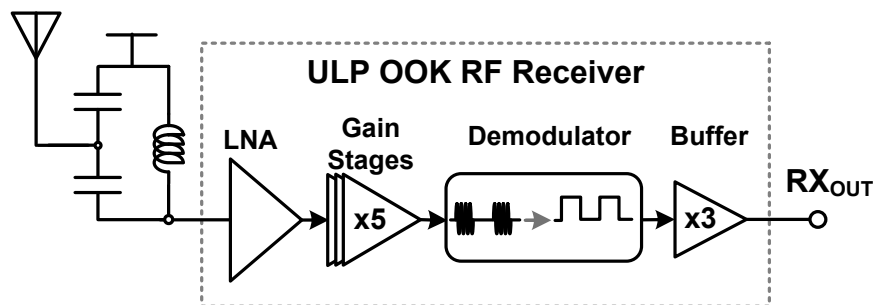 ULP OOK RF Receiver
LNA
Gain
Stages
Demodulator
Buffer
x5
x3
RXOUT